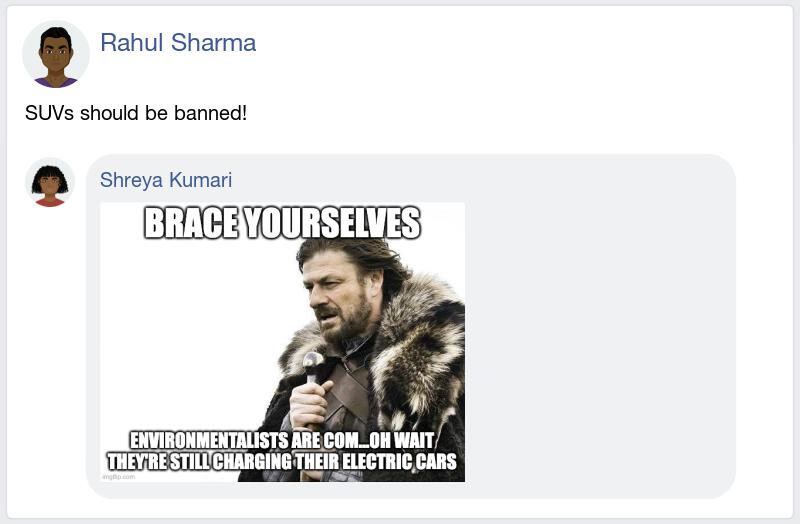 Rahul Sharma
SUVs should be banned!
Shreya Kumari
BRACE YOURSELVES
ENVIRONMENTALISTS ARE COM...OH WAIT
THEY'RE STILL CHARGING THEIR ELECTRIC CARS
imgflip.com